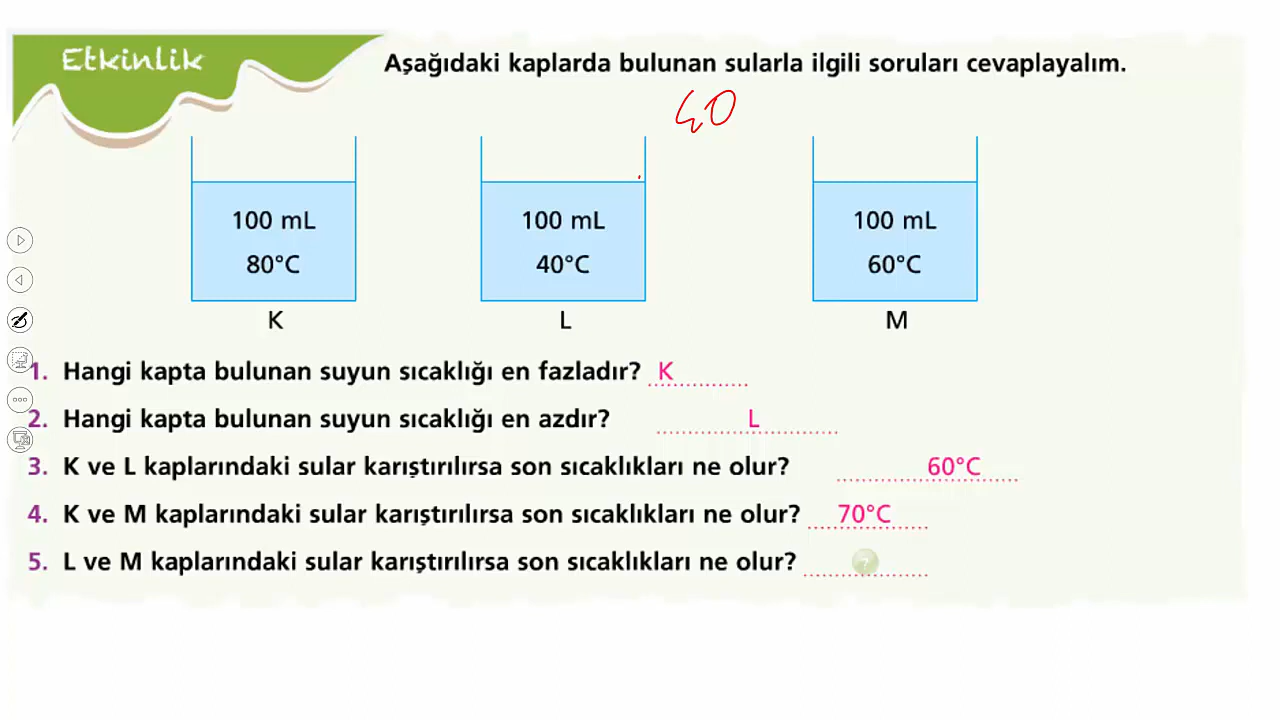 Etkinlik
Aşağıdaki kaplarda bulunan sularla ilgili soruları cevaplayalım.
40
100 mL 100 mL 100 mL
80°C 40°C 60°C
K L M
1. Hangi kapta bulunan suyun sıcaklığı en fazladır? K
2. Hangi kapta bulunan suyun sıcaklığı en azdır? L
3. K ve L kaplarındaki sular karıştırılırsa son sıcaklıkları ne olur? 60°C
4. K ve M kaplarındaki sular karıştırılırsa son sıcaklıkları ne olur? 70°C
5. L ve M kaplarındaki sular karıştırılırsa son sıcaklıkları ne olur? ?